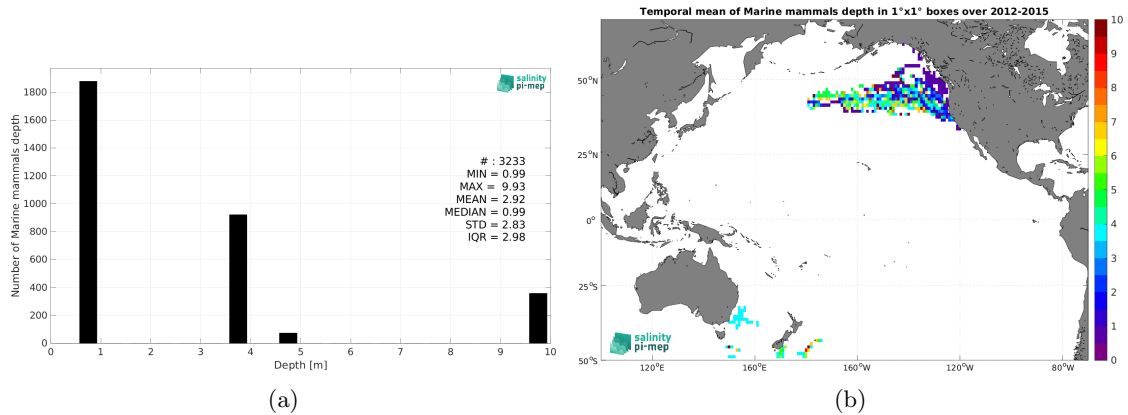 Number of Marine mammals depth
1800
1600
1400
1200
1000
800
600
400
200
0
salinity
pi-mep
# : 3233
MIN = 0.99
MAX = 9.93
MEAN = 2.92
MEDIAN = 0.99
STD = 2.83
IQR = 2.98
0 1 2 3 4 5 6 7 8 9 10
Depth [m]
(a)
Temporal mean of Marine mammals depth in 1°x1° boxes over 2012-2015
50°N
25°N
0°
25°S
50°S
salinity
pi-mep
120°E 160°E 160°W 120°W 80°W
10
9
8
7
6
5
4
3
2
1
0
(b)